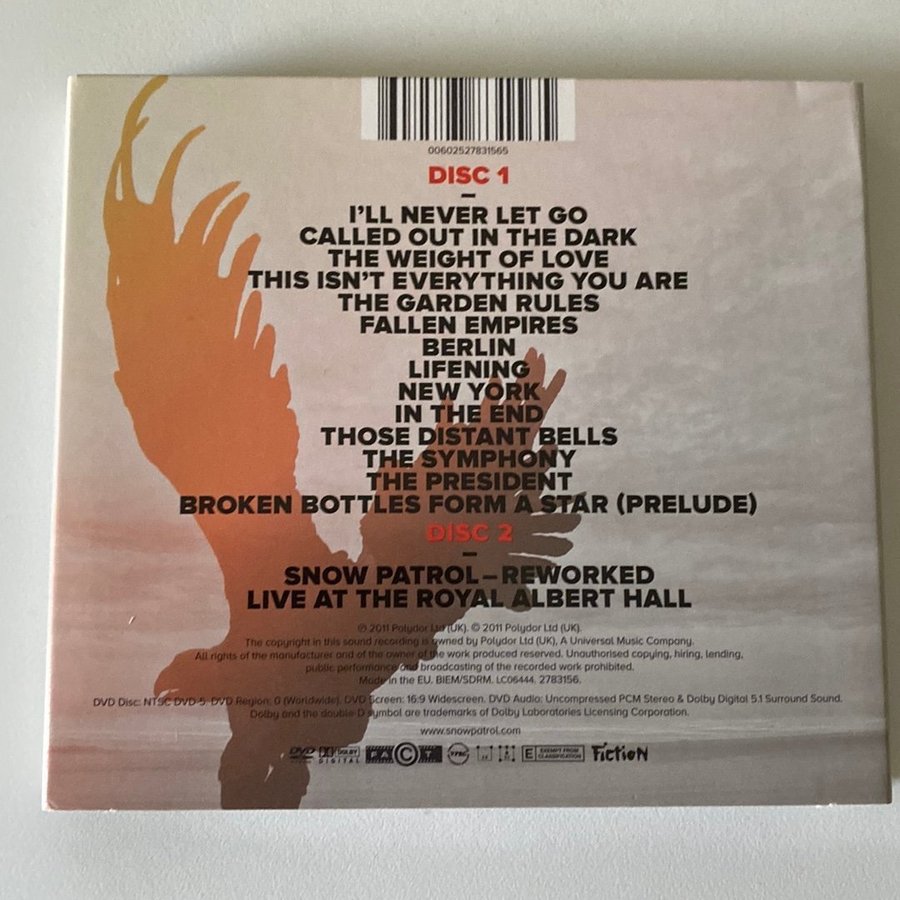 00602527831565
DISC 1
–
I'LL NEVER LET GO
CALLED OUT IN THE DARK
THE WEIGHT OF LOVE
THIS ISN'T EVERYTHING YOU ARE
THE GARDEN RULES
FALLEN EMPIRES
BERLIN
LIFENING
NEW YORK
IN THE END
THOSE DISTANT BELLS
THE SYMPHONY
THE PRESIDENT
BROKEN BOTTLES FORM A STAR (PRELUDE)
DISC 2
–
SNOW PATROL – REWORKED
LIVE AT THE ROYAL ALBERT HALL
℗ 2011 Polydor Ltd (UK). © 2011 Polydor Ltd (UK).
The copyright in this sound recording is owned by Polydor Ltd (UK), A Universal Music Company.
All rights of the manufacturer and of the owner of the work produced reserved. Unauthorised copying, hiring, lending,
public performance and broadcasting of the recorded work prohibited.
Made in the EU. BIEM/SDRM. LC06444. 2783156.
DVD Disc: NTSC DVD-5. DVD Region: 0 (Worldwide). DVD Screen: 16:9 Widescreen. DVD Audio: Uncompressed PCM Stereo & Dolby Digital 5.1 Surround Sound.
Dolby and the double-D symbol are trademarks of Dolby Laboratories Licensing Corporation.
www.snowpatrol.com
DVD DOLBY DIGITAL FACT E EXEMPT FROM CLASSIFICATION Fiction